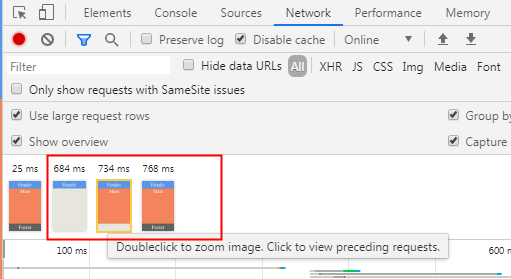 Elements Console Sources Network Performance Memory
Preserve log Disable cache Online
Filter Hide data URLs All XHR JS CSS Img Media Font
Only show requests with SameSite issues
Use large request rows Group by
Show overview Capture
25 ms 684 ms 734 ms 768 ms
Header Header Header Header
Main Main Main
Footer Footer
Doubleclick to zoom image. Click to view preceding requests.
100 ms 600 m